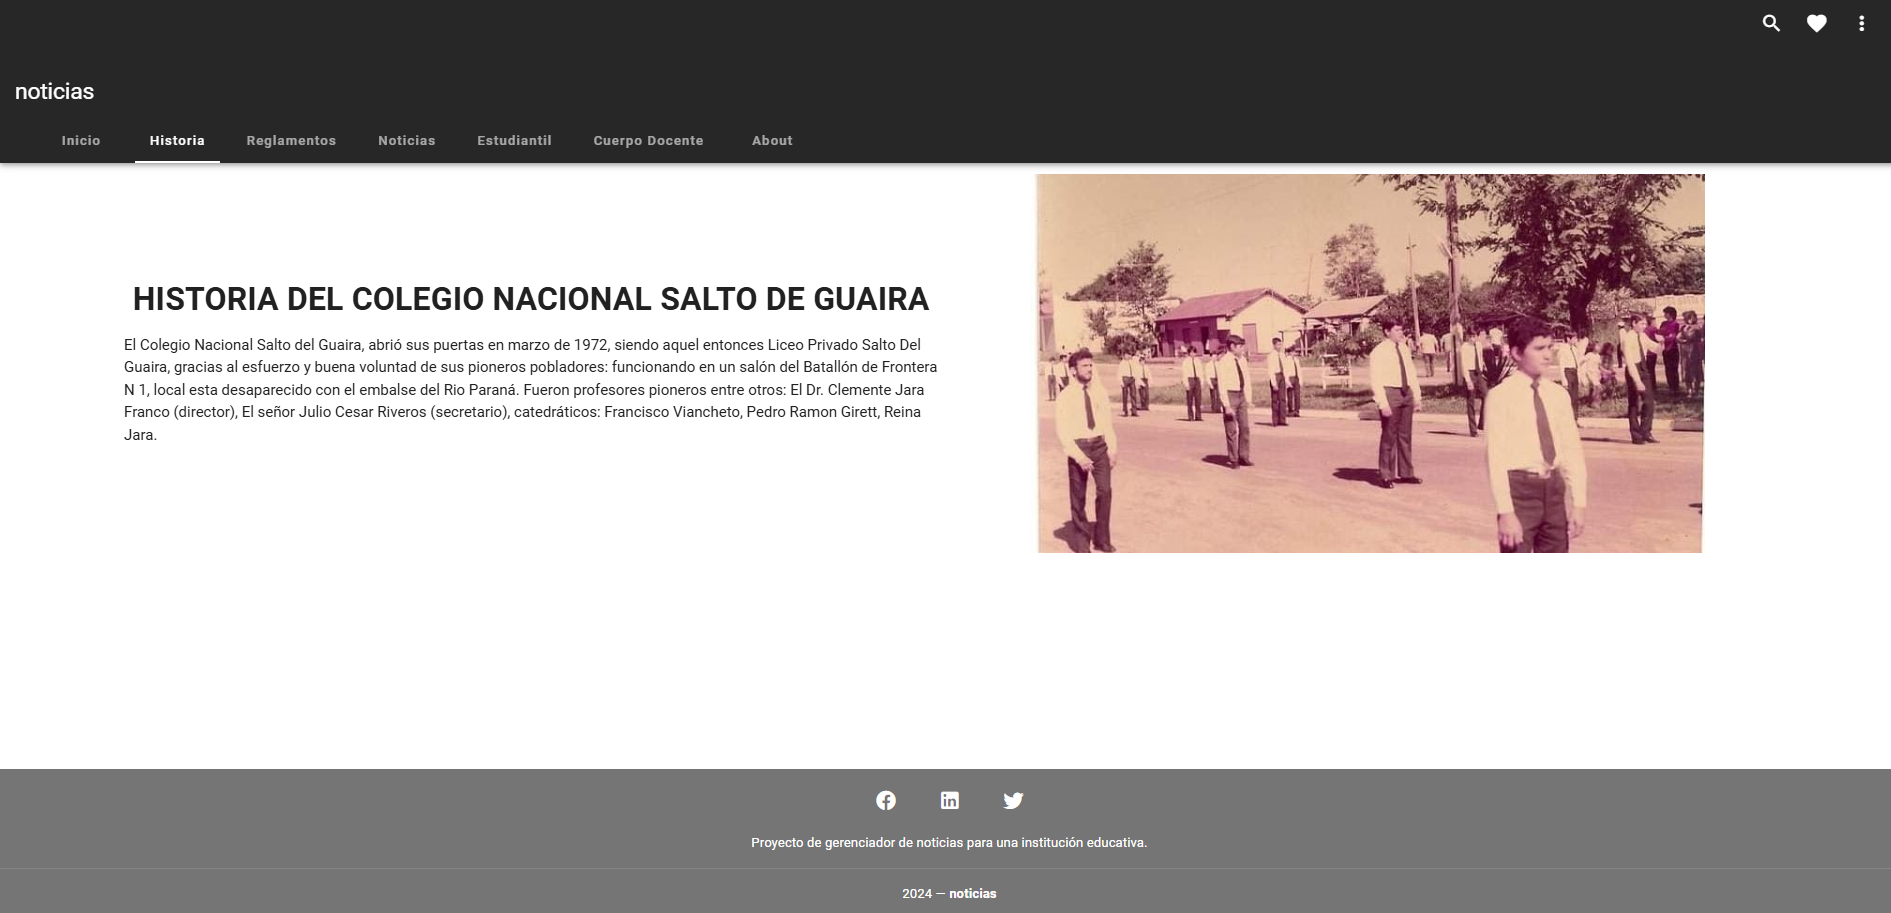 noticias
Inicio Historia Reglamentos Noticias Estudiantil Cuerpo Docente About
HISTORIA DEL COLEGIO NACIONAL SALTO DE GUAIRA
El Colegio Nacional Salto del Guaira, abrió sus puertas en marzo de 1972, siendo aquel entonces Liceo Privado Salto Del
Guaira, gracias al esfuerzo y buena voluntad de sus pioneros pobladores: funcionando en un salón del Batallón de Frontera
N 1, local esta desaparecido con el embalse del Rio Paraná. Fueron profesores pioneros entre otros: El Dr. Clemente Jara
Franco (director), El señor Julio Cesar Riveros (secretario), catedráticos: Francisco Viancheto, Pedro Ramon Girett, Reina
Jara.
Proyecto de gerenciador de noticias para una institución educativa.
2024 — noticias